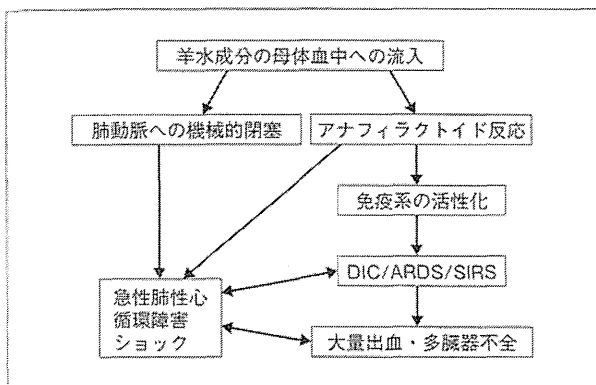 羊水成分の母体血中への流入
肺動脈への機械的閉塞
アナフィラクトイド反応
免疫系の活性化
DIC/ARDS/SIRS
急性肺性心
循環障害
ショック
大量出血・多臓器不全